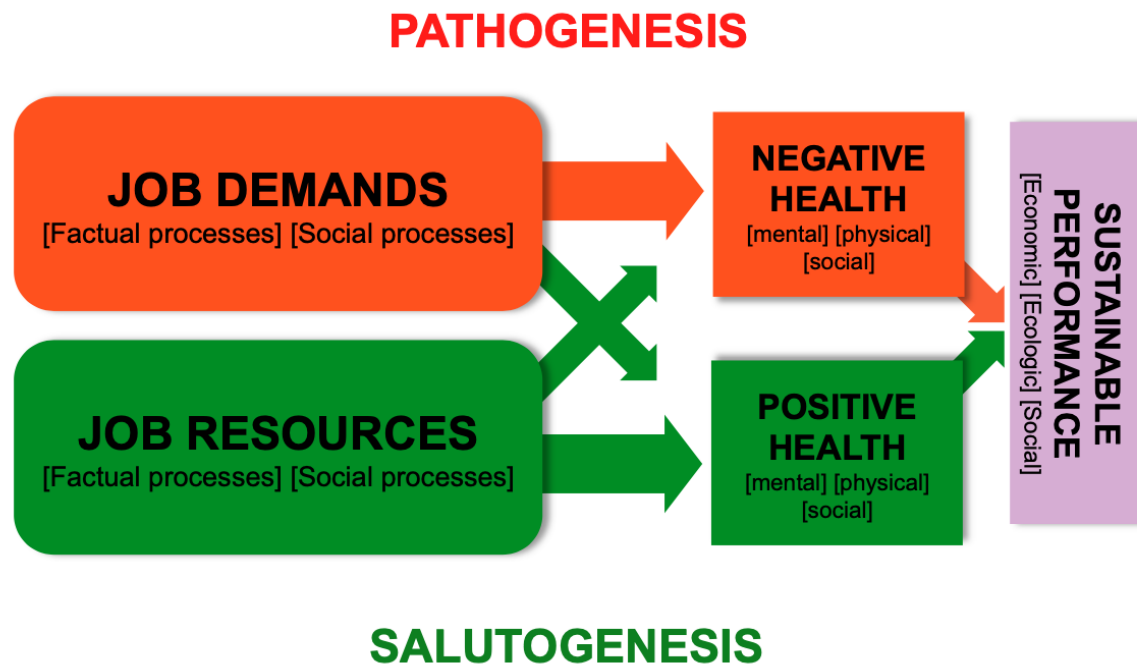 PATHOGENESIS
JOB DEMANDS
[Factual processes] [Social processes]
NEGATIVE
HEALTH
[mental] [physical]
[social]
JOB RESOURCES
[Factual processes] [Social processes]
POSITIVE
HEALTH
[mental] [physical]
[social]
SUSTAINABLE
PERFORMANCE
[Economic] [Ecologic] [Social]
SALUTOGENESIS